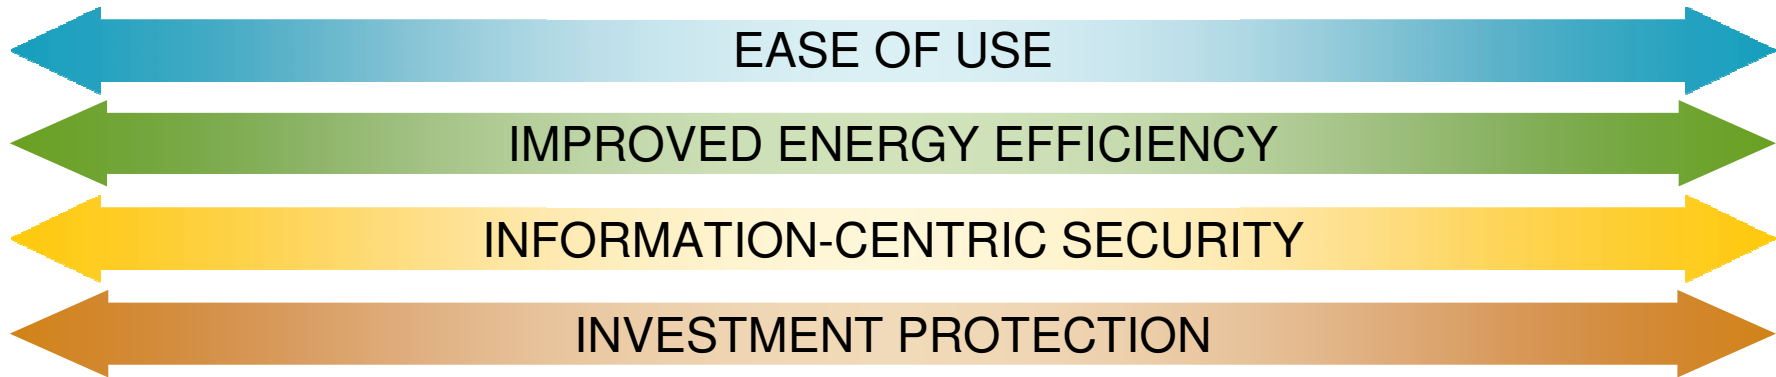 EASE OF USE
IMPROVED ENERGY EFFICIENCY
INFORMATION-CENTRIC SECURITY
INVESTMENT PROTECTION